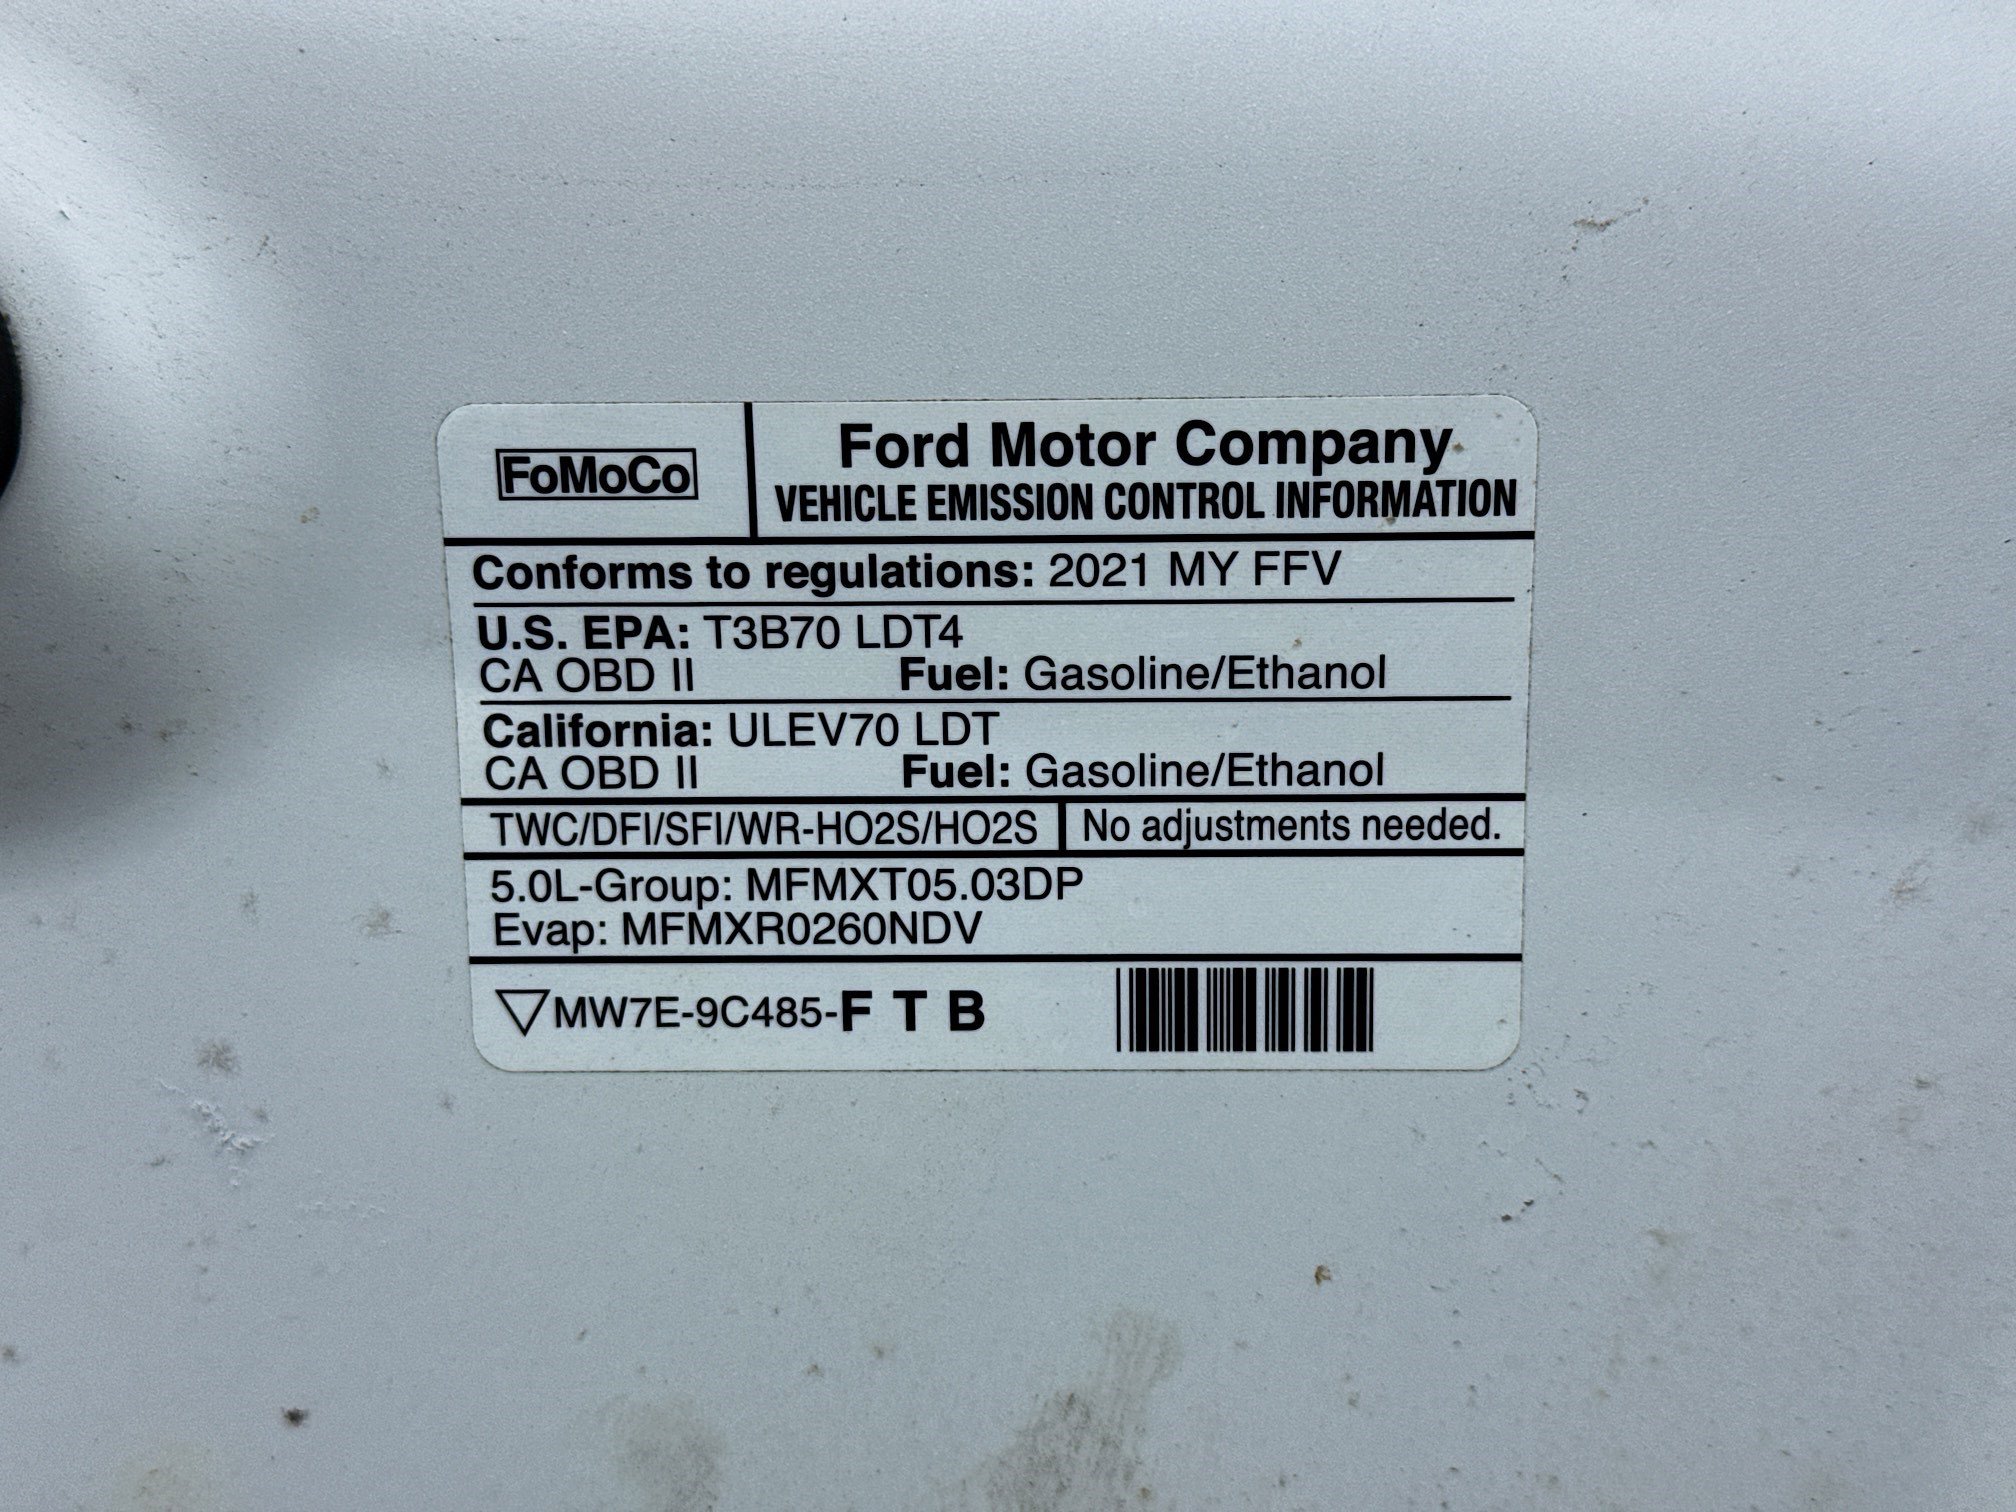 FoMoCo
Ford Motor Company
VEHICLE EMISSION CONTROL INFORMATION
Conforms to regulations: 2021 MY FFV
U.S. EPA: T3B70 LDT4
CA OBD II Fuel: Gasoline/Ethanol
California: ULEV70 LDT
CA OBD II Fuel: Gasoline/Ethanol
TWC/DFI/SFI/WR-HO2S/HO2S No adjustments needed.
5.0L-Group: MFMXT05.03DP
Evap: MFMXR0260NDV
MW7E-9C485-F T B